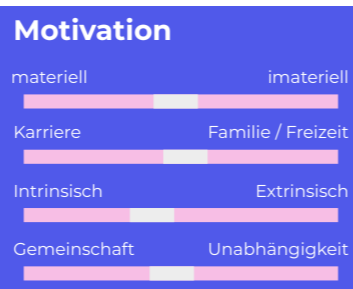 Motivation
materiell imateriell
Karriere Familie / Freizeit
Intrinsisch Extrinsisch
Gemeinschaft Unabhängigkeit